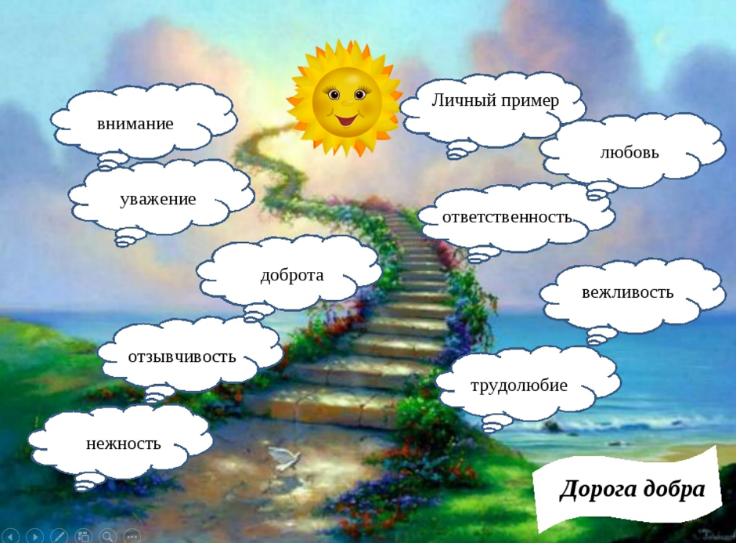 внимание
Личный пример
любовь
уважение
ответственность
доброта
вежливость
отзывчивость
трудолюбие
нежность
Дорога добра